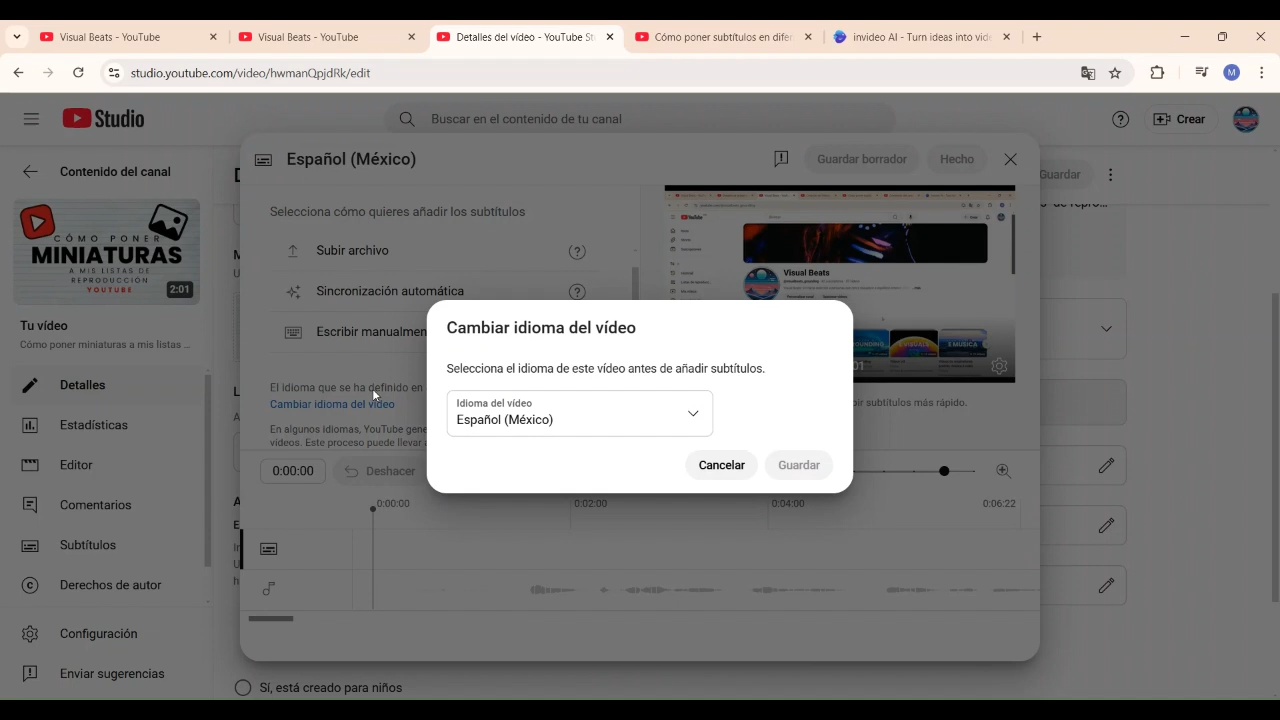 Visual Beats - YouTube
Visual Beats - YouTube
Detalles del vídeo - YouTube St
Cómo poner subtítulos en difer
invideo AI - Turn ideas into vide
studio.youtube.com/video/hwmanQpjdRk/edit
M
Studio
Buscar en el contenido de tu canal
Crear
Contenido del canal
CÓMO PONER
MINIATURAS
A MIS LISTAS DE
REPRODUCCIÓN
YOUTUBE
2:01
Tu vídeo
Cómo poner miniaturas a mis listas ...
Detalles
Estadísticas
Editor
Comentarios
Subtítulos
Derechos de autor
Configuración
Enviar sugerencias
Español (México)
Guardar borrador
Hecho
Guardar
Selecciona cómo quieres añadir los subtítulos
Subir archivo
Sincronización automática
Escribir manualmen
El idioma que se ha definido en
Cambiar idioma del vídeo
En algunos idiomas, YouTube gene
vídeos. Este proceso puede llevar
Visual Beats
Cambiar idioma del vídeo
Selecciona el idioma de este vídeo antes de añadir subtítulos.
Idioma del vídeo
Español (México)
Cancelar
Guardar
bir subtítulos más rápido.
0:00:00
Deshacer
0:00:00
0:02:00
0:04:00
0:06:22
Sí, está creado para niños